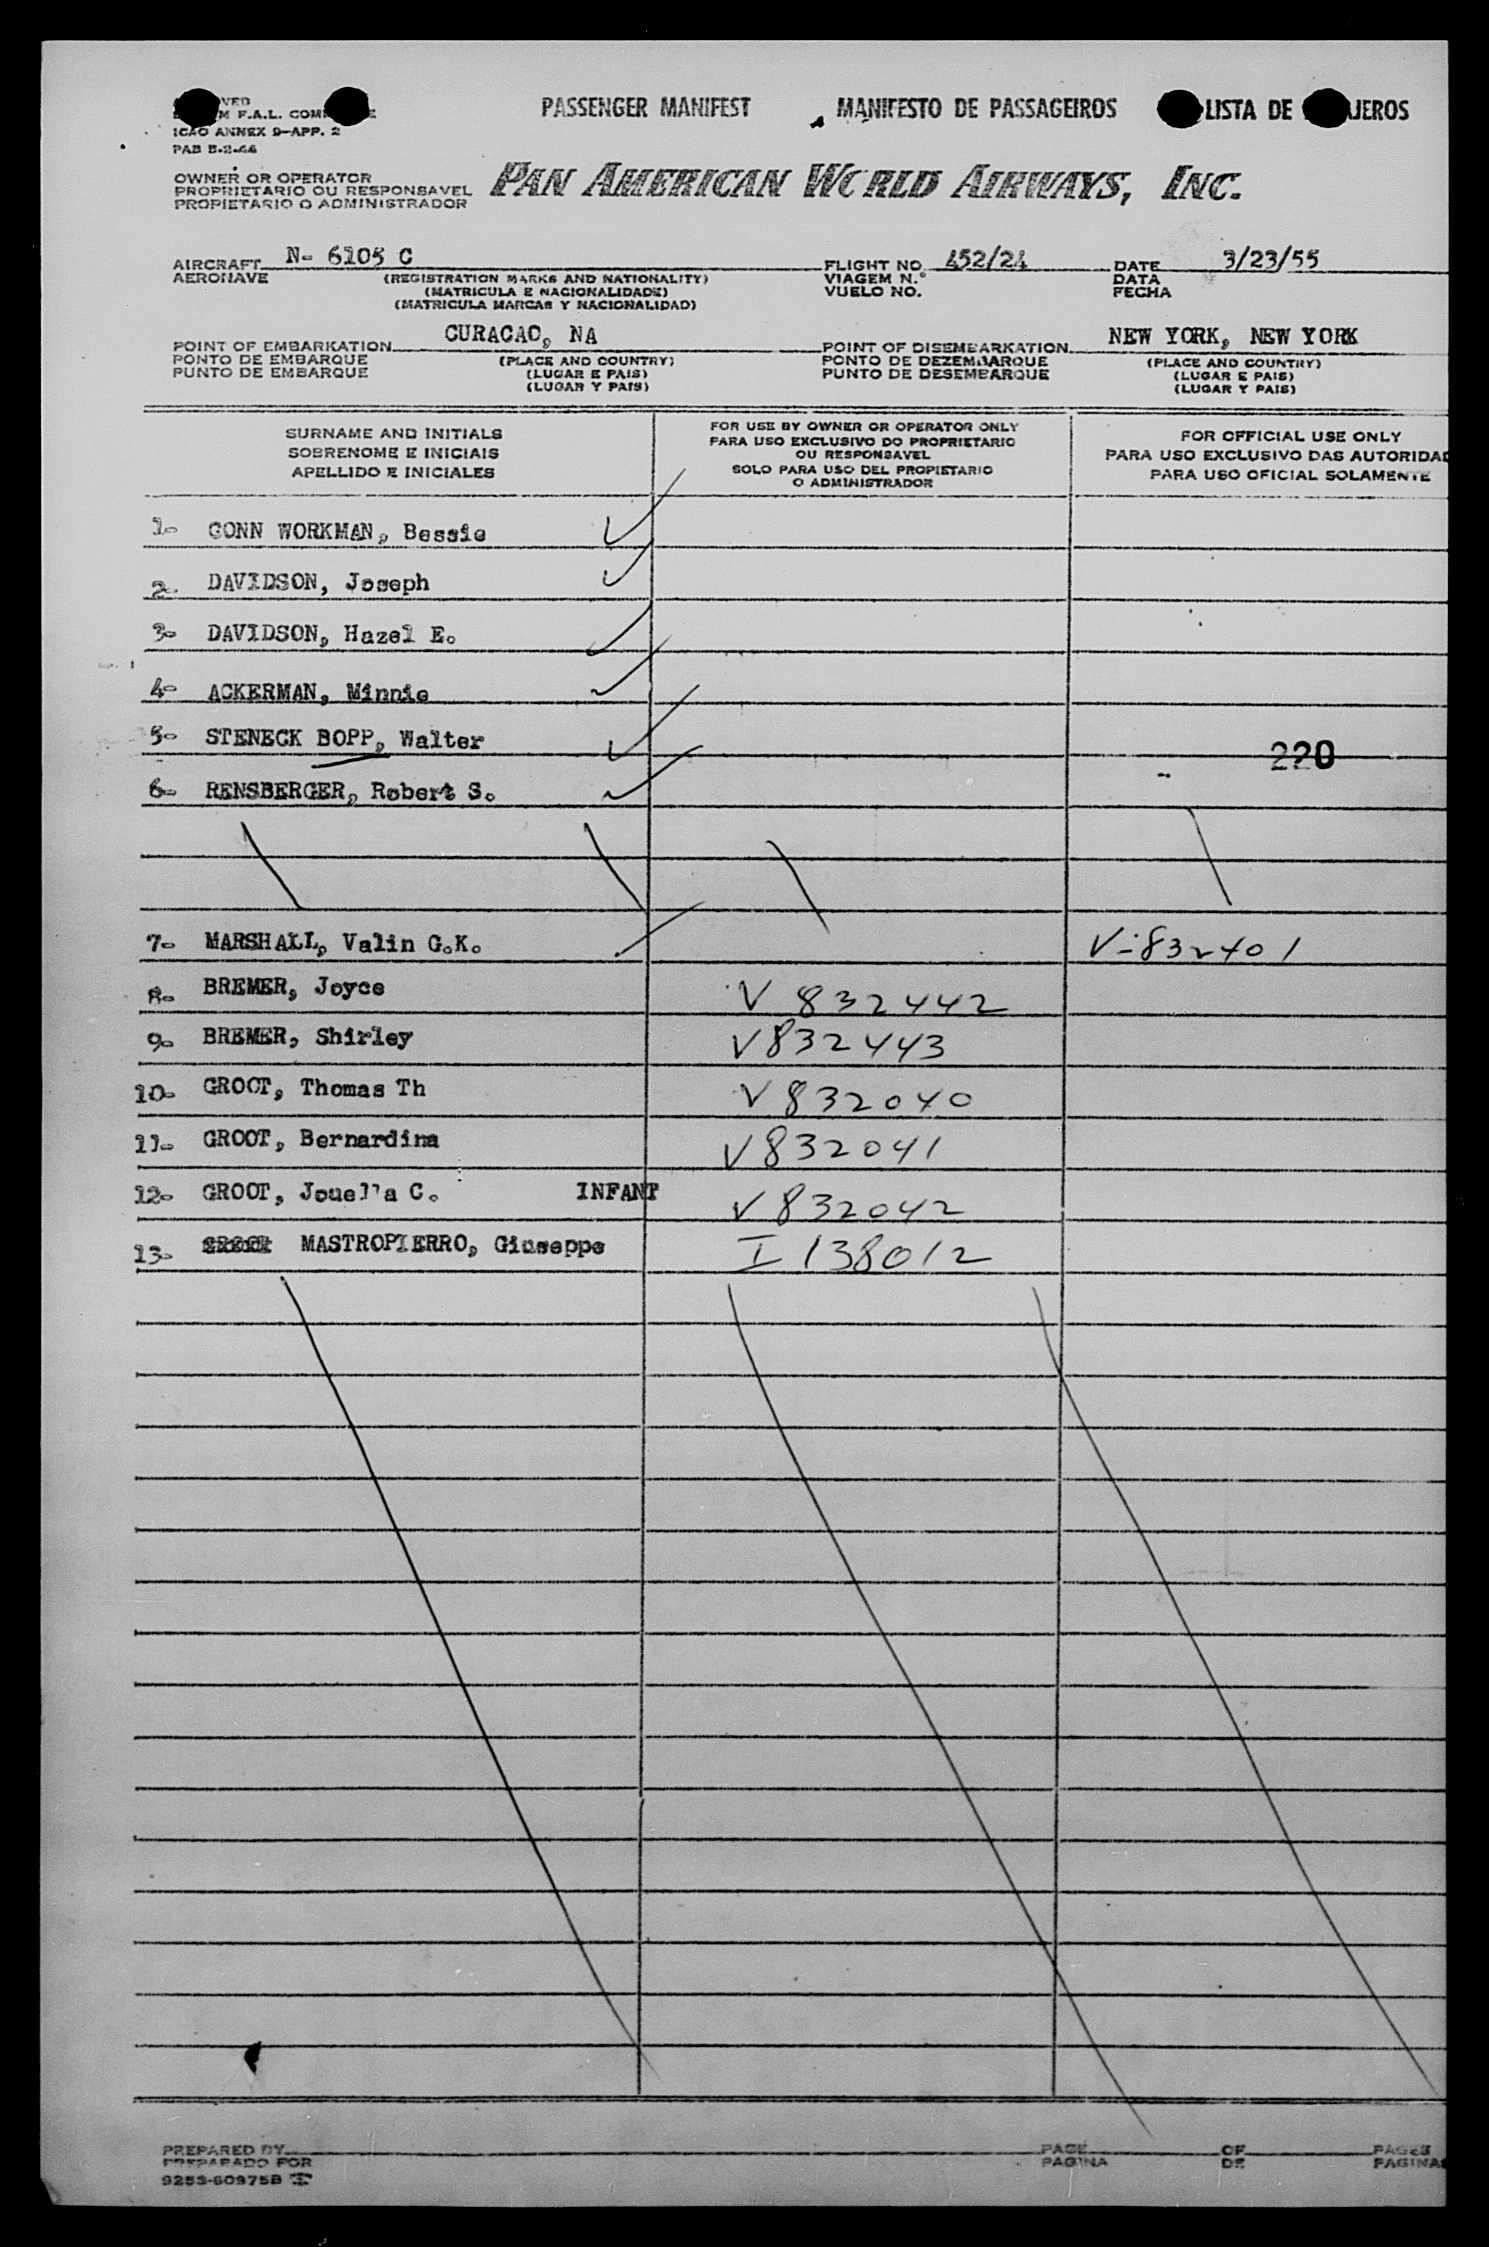 PASSENGER MANIFEST MANIFESTO DE PASSAGEIROS LISTA DE
F.A.L.
ICAO ANNEX 9-APP. 2
PAB
OWNER OR OPERATOR
PROPRIETARIO OU RESPONSAVEL PAN AMERICAN WORLD AIRWAYS, INC.
PROPIETARIO O ADMINISTRADOR
AIRCRAFT N- 6105 C FLIGHT NO. 452/24 DATE 3/23/55
AERONAVE (REGISTRATION MARKS AND NATIONALITY) VIAGEM N.° DATA
(MATRICULA E NACIONALIDADE) VUELO NO. FECHA
(MATRICULA MARCAS Y NACIONALIDAD)
POINT OF EMBARKATION CURACAO, NA POINT OF DISEMBARKATION NEW YORK, NEW YORK
PONTO DE EMBARQUE (PLACE AND COUNTRY) PONTO DE DEZEMBARQUE (PLACE AND COUNTRY)
PUNTO DE EMBARQUE (LUGAR E PAIS) PUNTO DE DESEMBARQUE (LUGAR E PAIS)
(LUGAR Y PAIS) (LUGAR Y PAIS)
SURNAME AND INITIALS
SOBRENOME E INICIAIS
APELLIDO E INICIALES
FOR USE BY OWNER OR OPERATOR ONLY
PARA USO EXCLUSIVO DO PROPRIETARIO
OU RESPONSAVEL
SOLO PARA USO DEL PROPIETARIO
O ADMINISTRADOR
FOR OFFICIAL USE ONLY
PARA USO EXCLUSIVO DAS AUTORIDAD
PARA USO OFICIAL SOLAMENTE
1- CONN WORKMAN, Bessie
2- DAVIDSON, Joseph
3- DAVIDSON, Hazel E.
4- ACKERMAN, Minnie
5- STENECK BOPP, Walter
220
6- RENSBERGER, Robert S.
7- MARSHALL, Valin G.K. V-832401
8- BREMER, Joyce V 832442
9- BREMER, Shirley V832443
10- GROOT, Thomas Th V 832040
11- GROOT, Bernardina V832041
12- GROOT, Jouella C. INFANT V 832042
13- MASTROPIERRO, Giuseppe I 138012
PREPARED BY PAGE OF PAGES
PREPARADO POR PAGINA DE PAGINAS